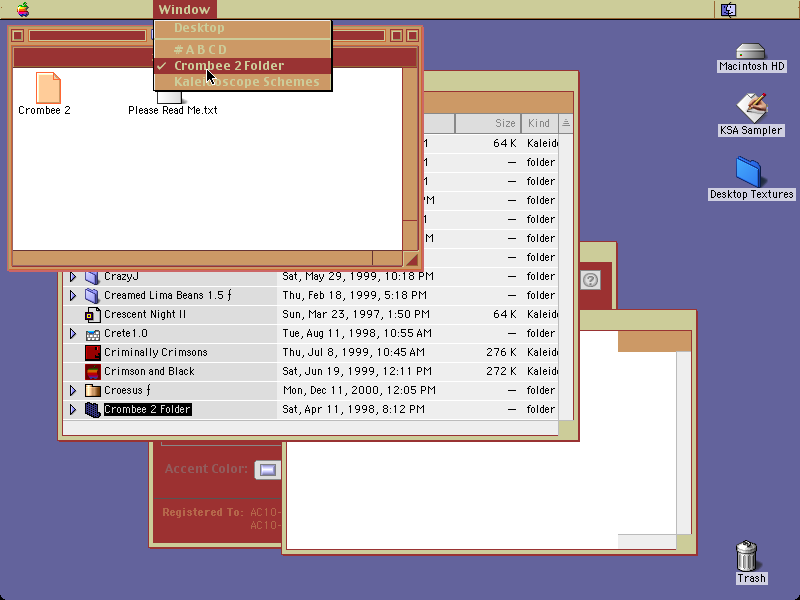 Window
Desktop
#ABCD
✓ Crombee 2 Folder
Kaleidoscope Schemes
Crombee 2
Please Read Me.txt
Macintosh HD
KSA Sampler
Desktop Textures
Trash
Size Kind
64 K
— folder
— folder
— folder
— folder
— folder
— folder
CrazyJ Sat, May 29, 1999, 10:18 PM — folder
Creamed Lima Beans 1.5 ƒ Thu, Feb 18, 1999, 5:18 PM — folder
Crescent Night II Sun, Mar 23, 1997, 1:50 PM 64 K Kaleid
Crete1.0 Tue, Aug 11, 1998, 10:55 AM — folder
Criminally Crimsons Thu, Jul 8, 1999, 10:45 AM 276 K Kaleid
Crimson and Black Sat, Jun 19, 1999, 12:11 PM 272 K Kaleid
Croesus ƒ Mon, Dec 11, 2000, 12:05 PM — folder
Crombee 2 Folder Sat, Apr 11, 1998, 8:12 PM — folder
Accent Color:
Registered To: AC10-
AC10-